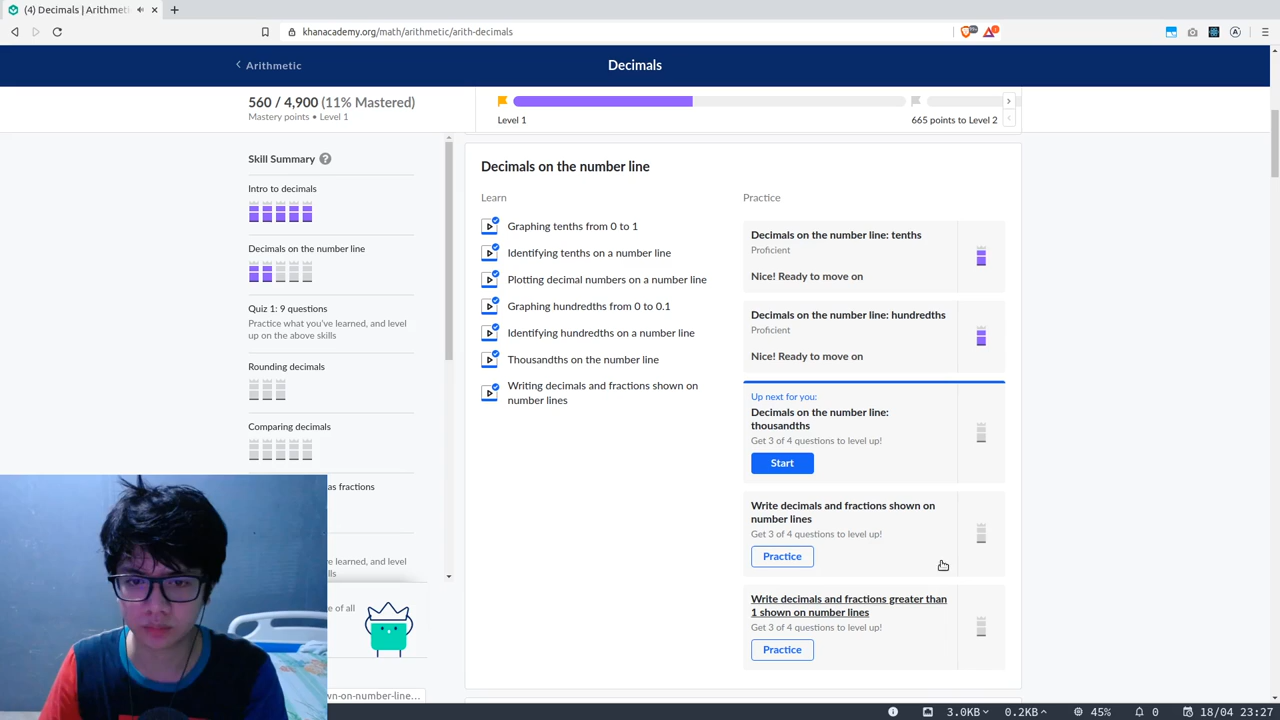 (4) Decimals | Arithmet
khanacademy.org/math/arithmetic/arith-decimals
Arithmetic
Decimals
560 / 4,900 (11% Mastered)
Mastery points • Level 1
Level 1
665 points to Level 2
Skill Summary ?
Intro to decimals
Decimals on the number line
Quiz 1: 9 questions
Practice what you've learned, and level
up on the above skills
Rounding decimals
Comparing decimals
as fractions
e learned, and level
lls
e of all
wn-on-number-line...
Decimals on the number line
Learn
Graphing tenths from 0 to 1
Identifying tenths on a number line
Plotting decimal numbers on a number line
Graphing hundredths from 0 to 0.1
Identifying hundredths on a number line
Thousandths on the number line
Writing decimals and fractions shown on
number lines
Practice
Decimals on the number line: tenths
Proficient
Nice! Ready to move on
Decimals on the number line: hundredths
Proficient
Nice! Ready to move on
Up next for you:
Decimals on the number line:
thousandths
Get 3 of 4 questions to level up!
Start
Write decimals and fractions shown on
number lines
Get 3 of 4 questions to level up!
Practice
Write decimals and fractions greater than
1 shown on number lines
Get 3 of 4 questions to level up!
Practice
3.0KB 0.2KB 45% 0 18/04 23:27